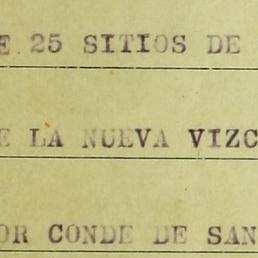 E 25 SITIOS DE
E LA NUEVA VIZC
OR CONDE DE SAN